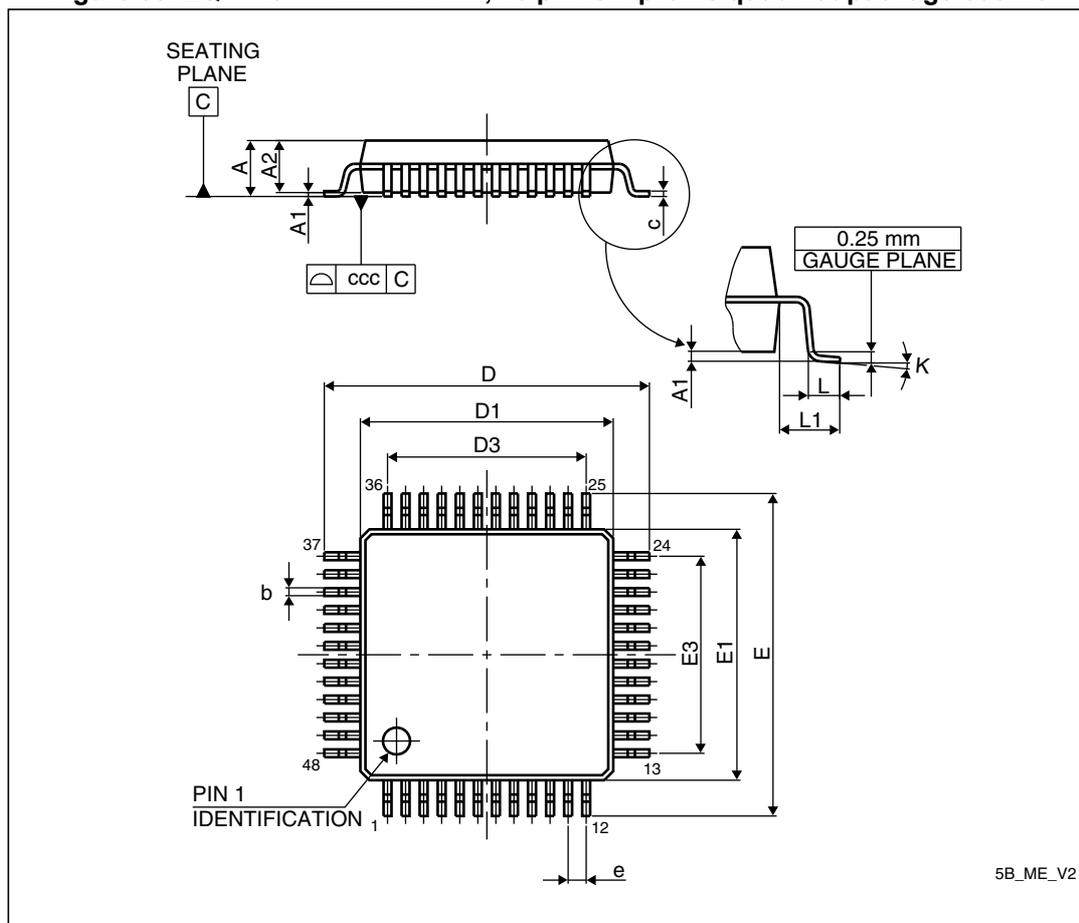 SEATING
PLANE
C
A
A2
A1
c
ccc C
0.25 mm
GAUGE PLANE
A1
K
L
L1
D
D1
D3
36
25
37
24
b
E3
E1
E
48
13
PIN 1
IDENTIFICATION
1
12
e
5B_ME_V2